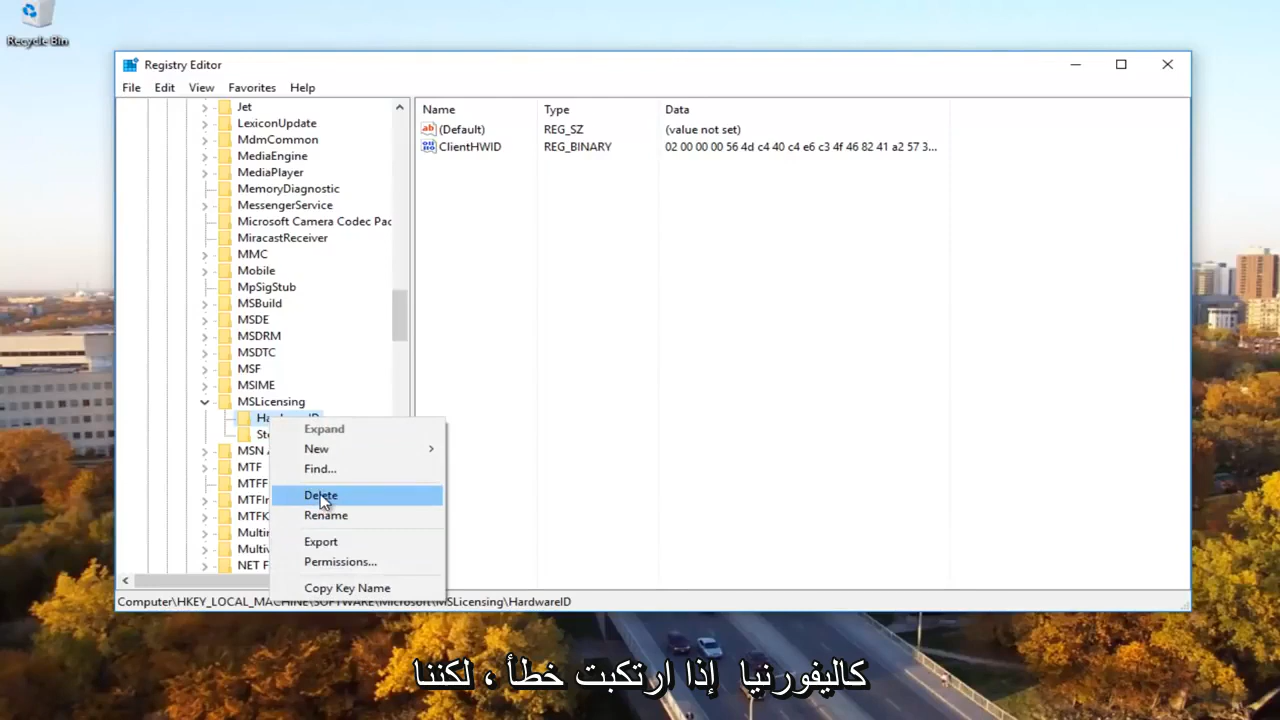 Recycle Bin
Registry Editor
File Edit View Favorites Help
Name Type Data
(Default) REG_SZ (value not set)
ClientHWID REG_BINARY 02 00 00 00 56 4d c4 40 c4 e6 c3 4f 46 82 41 a2 57 3...
Jet
LexiconUpdate
MdmCommon
MediaEngine
MediaPlayer
MemoryDiagnostic
MessengerService
Microsoft Camera Codec Pac
MiracastReceiver
MMC
Mobile
MpSigStub
MSBuild
MSDE
MSDRM
MSDTC
MSF
MSIME
MSLicensing
MSN
MTF
MTFF
MTFK
NET F
Expand
New
Find...
Delete
Rename
Export
Permissions...
Copy Key Name
Computer\HKEY_LOCAL_MACHINE\SOFTWARE\Microsoft\MSLicensing\HardwareID
كاليفورنيا إذا ارتكبت خطأ ، لكننا